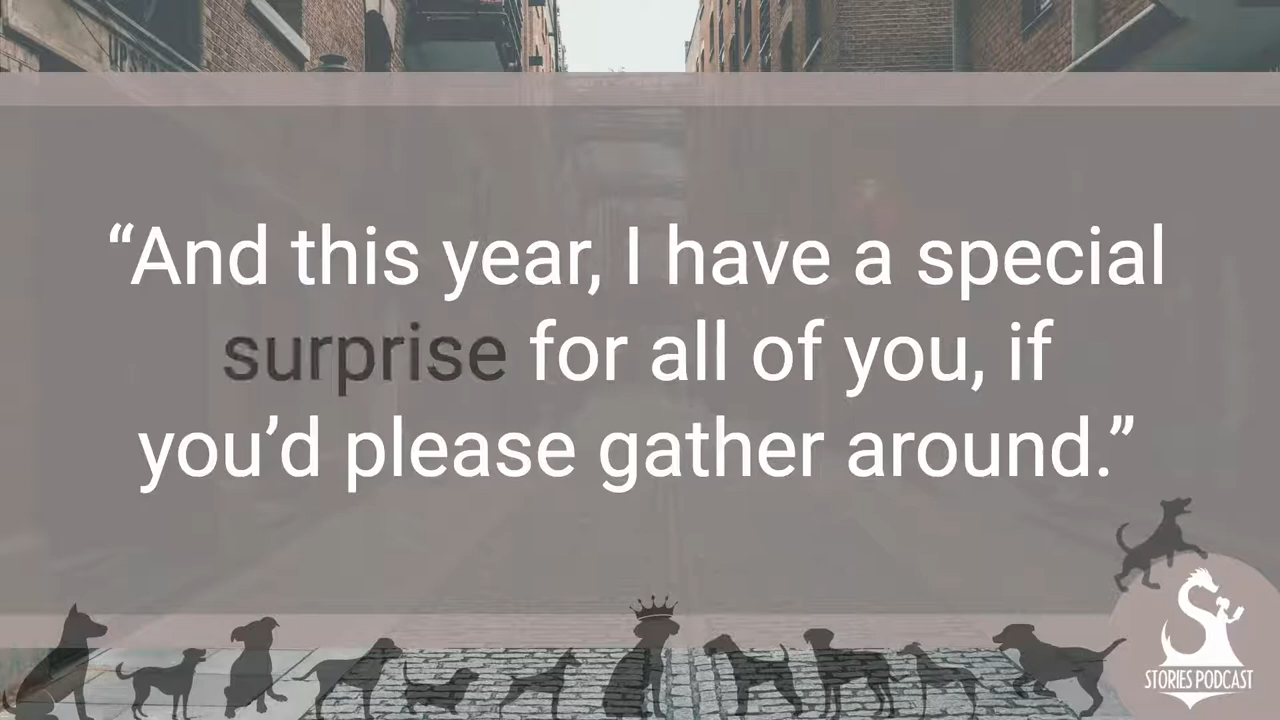 “And this year, I have a special
surprise for all of you, if
you’d please gather around.”
STORIES PODCAST